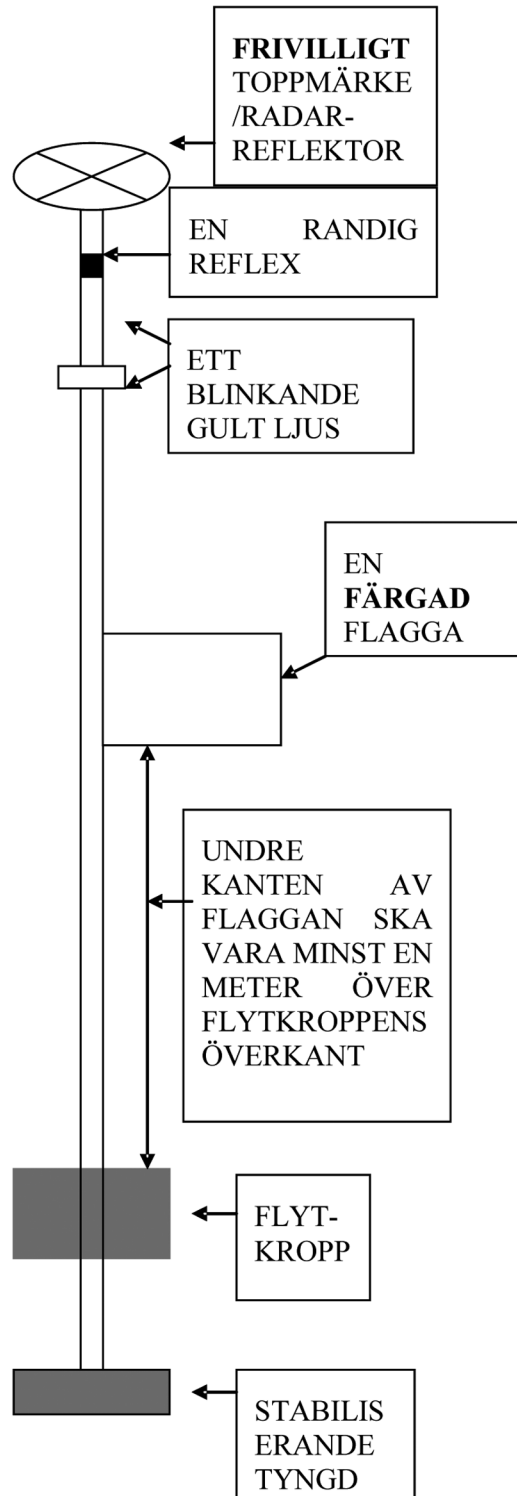 FRIVILLIGT
TOPPMÄRKE
/RADAR-
REFLEKTOR
EN RANDIG
REFLEX
ETT
BLINKANDE
GULT LJUS
EN
FÄRGAD
FLAGGA
UNDRE
KANTEN AV
FLAGGAN SKA
VARA MINST EN
METER ÖVER
FLYTKROPPENS
ÖVERKANT
FLYT-
KROPP
STABILIS
ERANDE
TYNGD